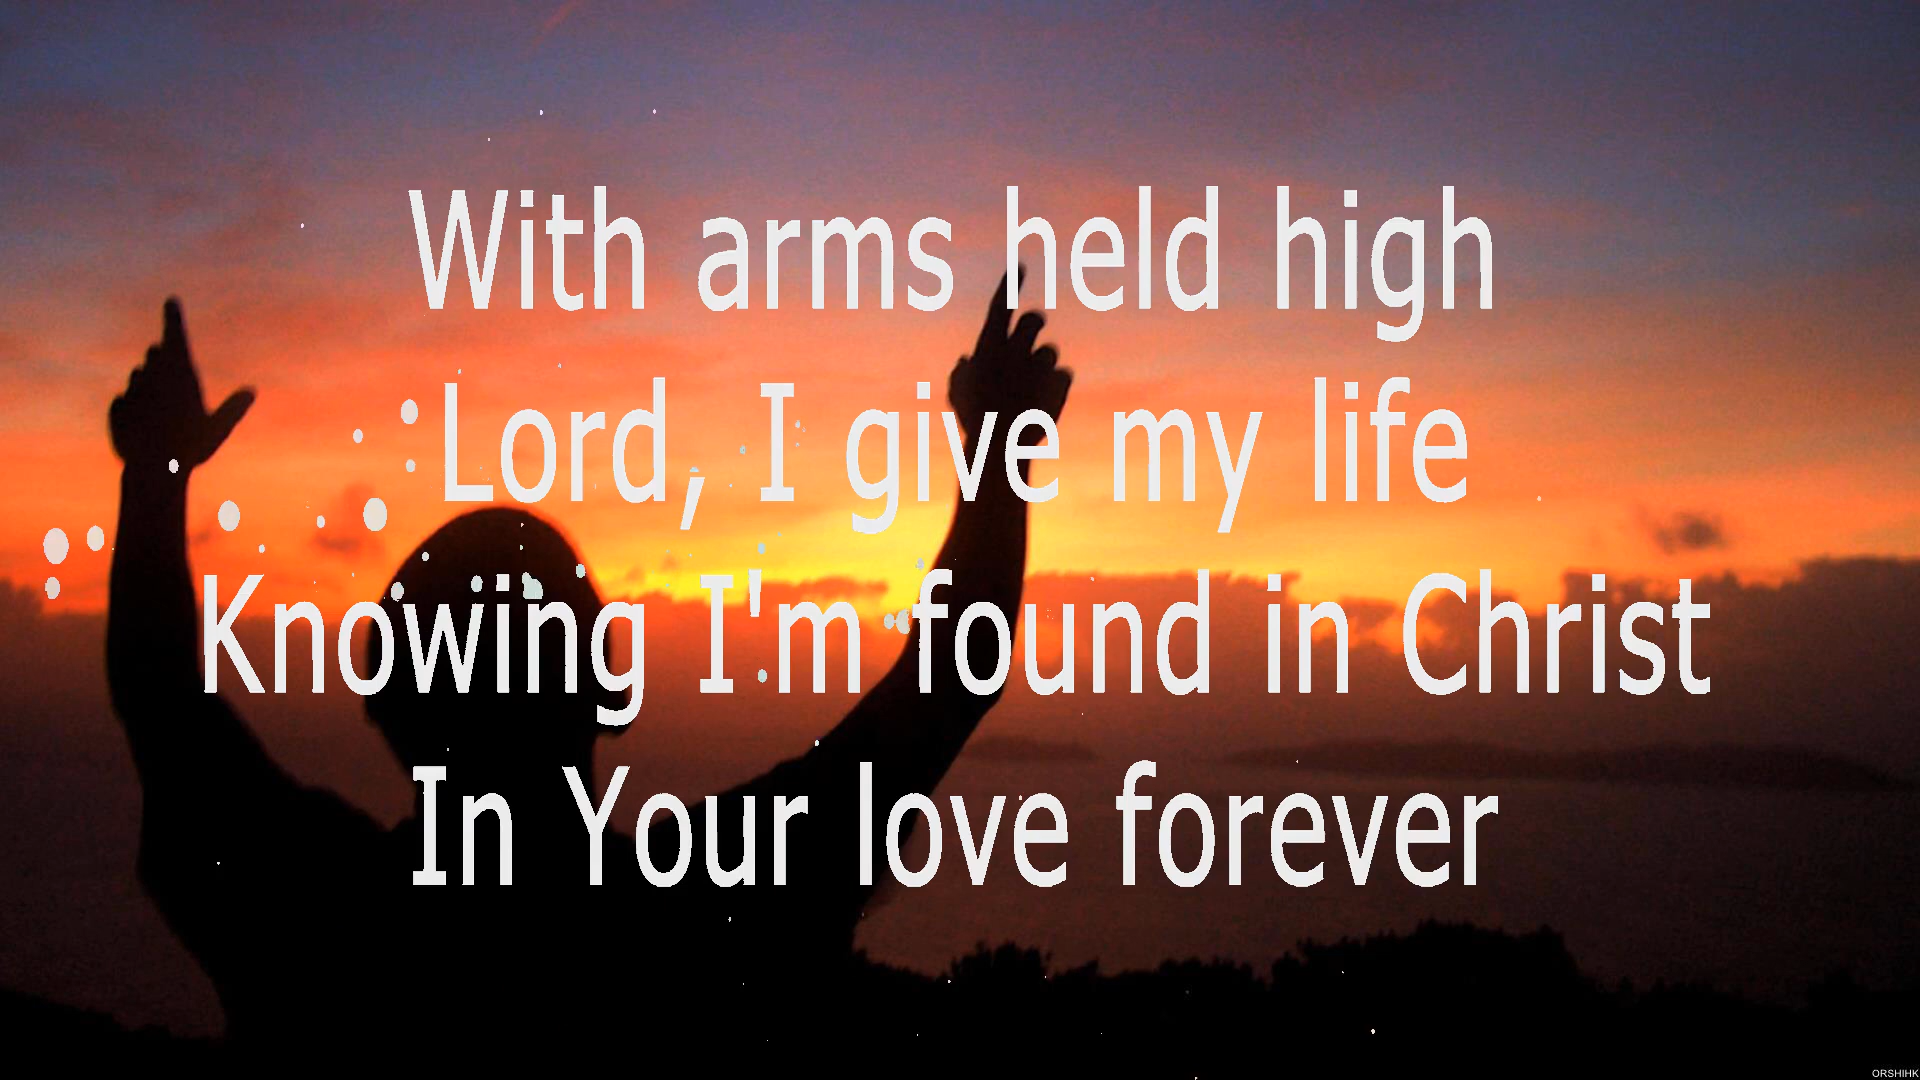 With arms held high
Lord, I give my life
Knowing I'm found in Christ
In Your love forever
ORSHIHK